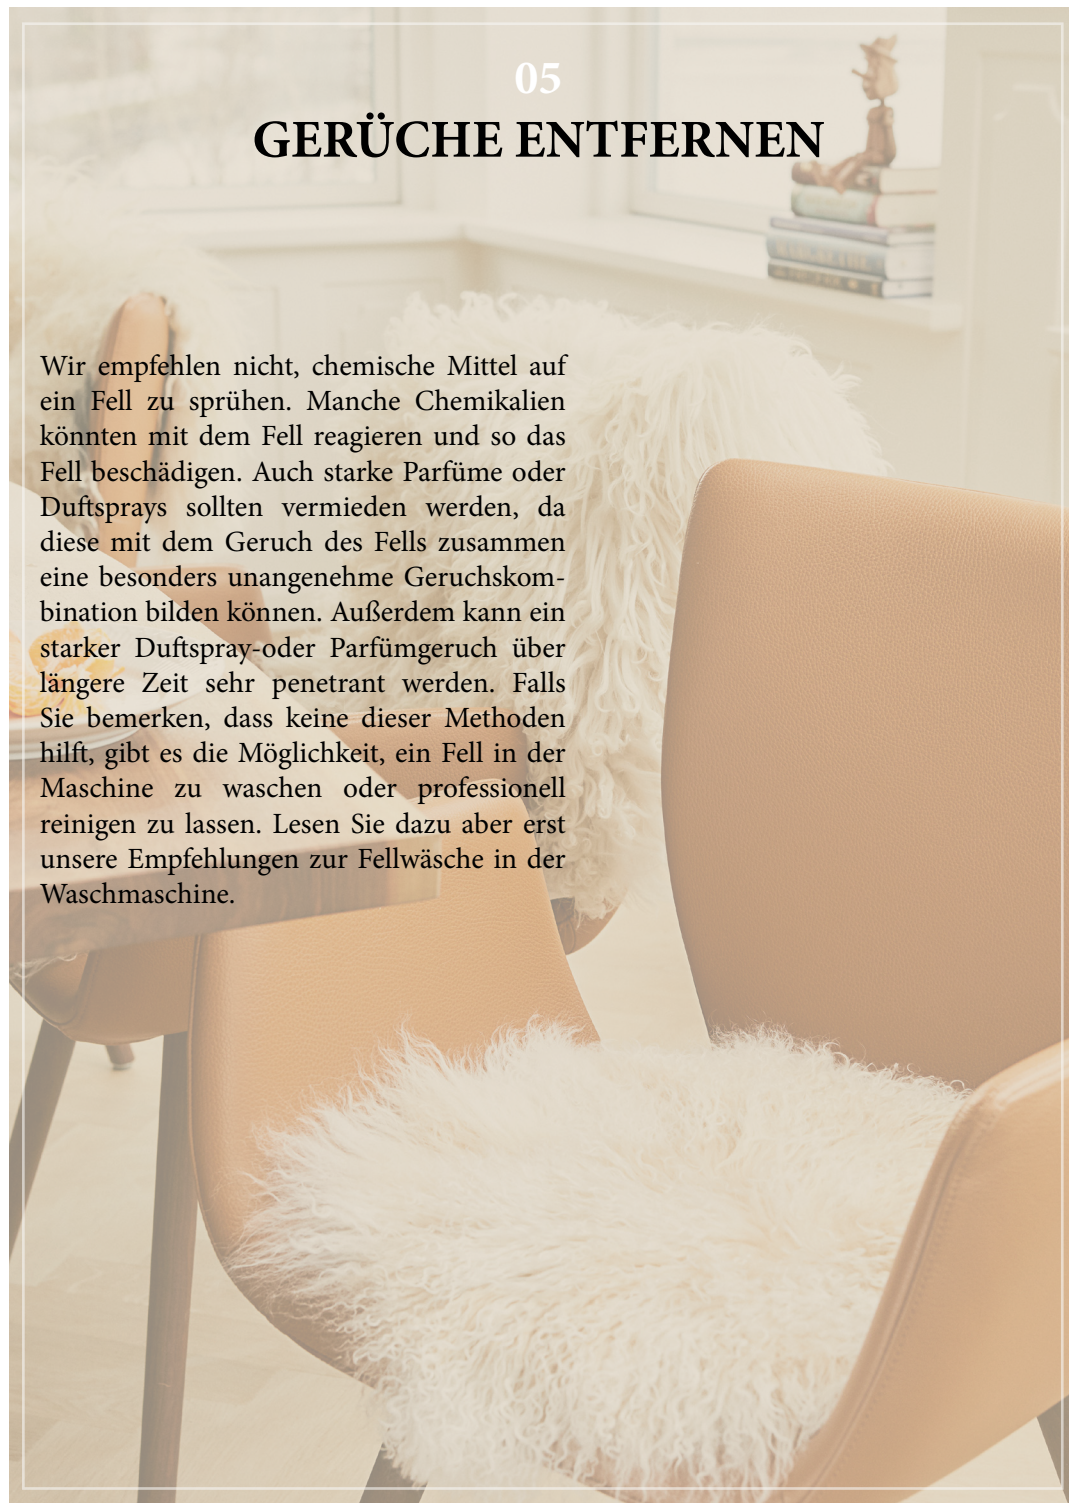 05
GERÜCHE ENTFERNEN
Wir empfehlen nicht, chemische Mittel auf
ein Fell zu sprühen. Manche Chemikalien
könnten mit dem Fell reagieren und so das
Fell beschädigen. Auch starke Parfüme oder
Duftsprays sollten vermieden werden, da
diese mit dem Geruch des Fells zusammen
eine besonders unangenehme Geruchskom-
bination bilden können. Außerdem kann ein
starker Duftspray-oder Parfümgeruch über
längere Zeit sehr penetrant werden. Falls
Sie bemerken, dass keine dieser Methoden
hilft, gibt es die Möglichkeit, ein Fell in der
Maschine zu waschen oder professionell
reinigen zu lassen. Lesen Sie dazu aber erst
unsere Empfehlungen zur Fellwäsche in der
Waschmaschine.